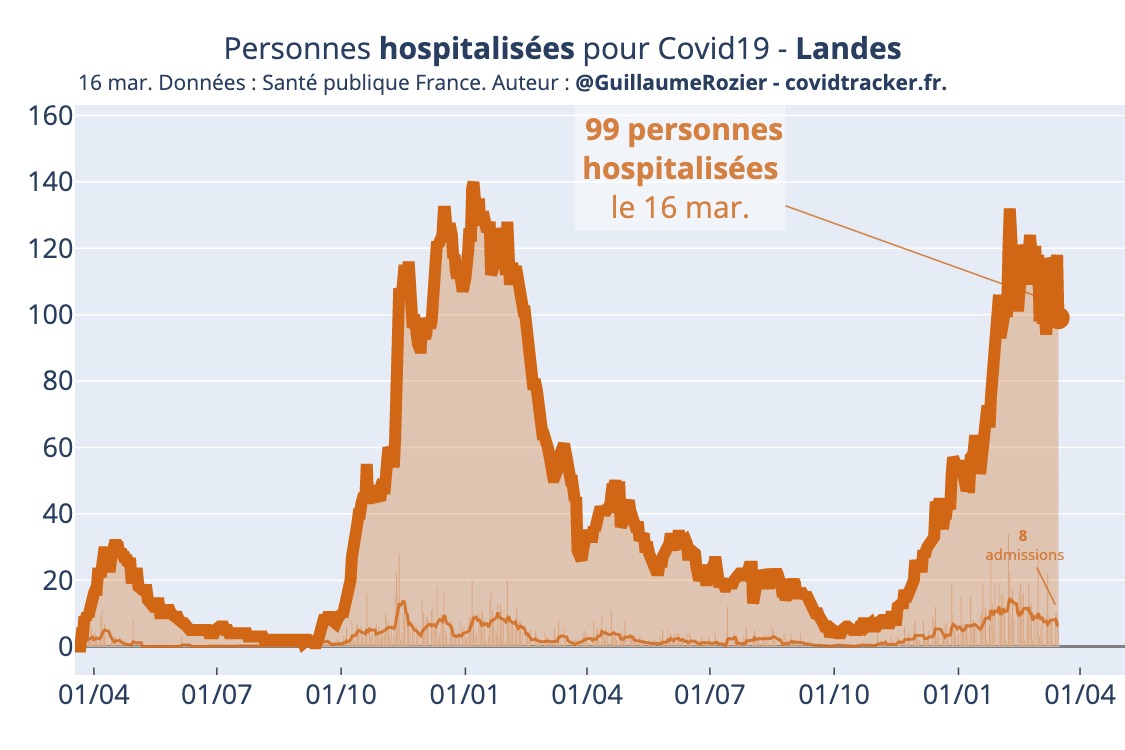 Personnes hospitalisées pour Covid19 - Landes
16 mar. Données : Santé publique France. Auteur : @GuillaumeRozier - covidtracker.fr.
160
99 personnes
hospitalisées
le 16 mar.
140
120
100
80
60
40
8
admissions
20
0
01/04 01/07 01/10 01/01 01/04 01/07 01/10 01/01 01/04